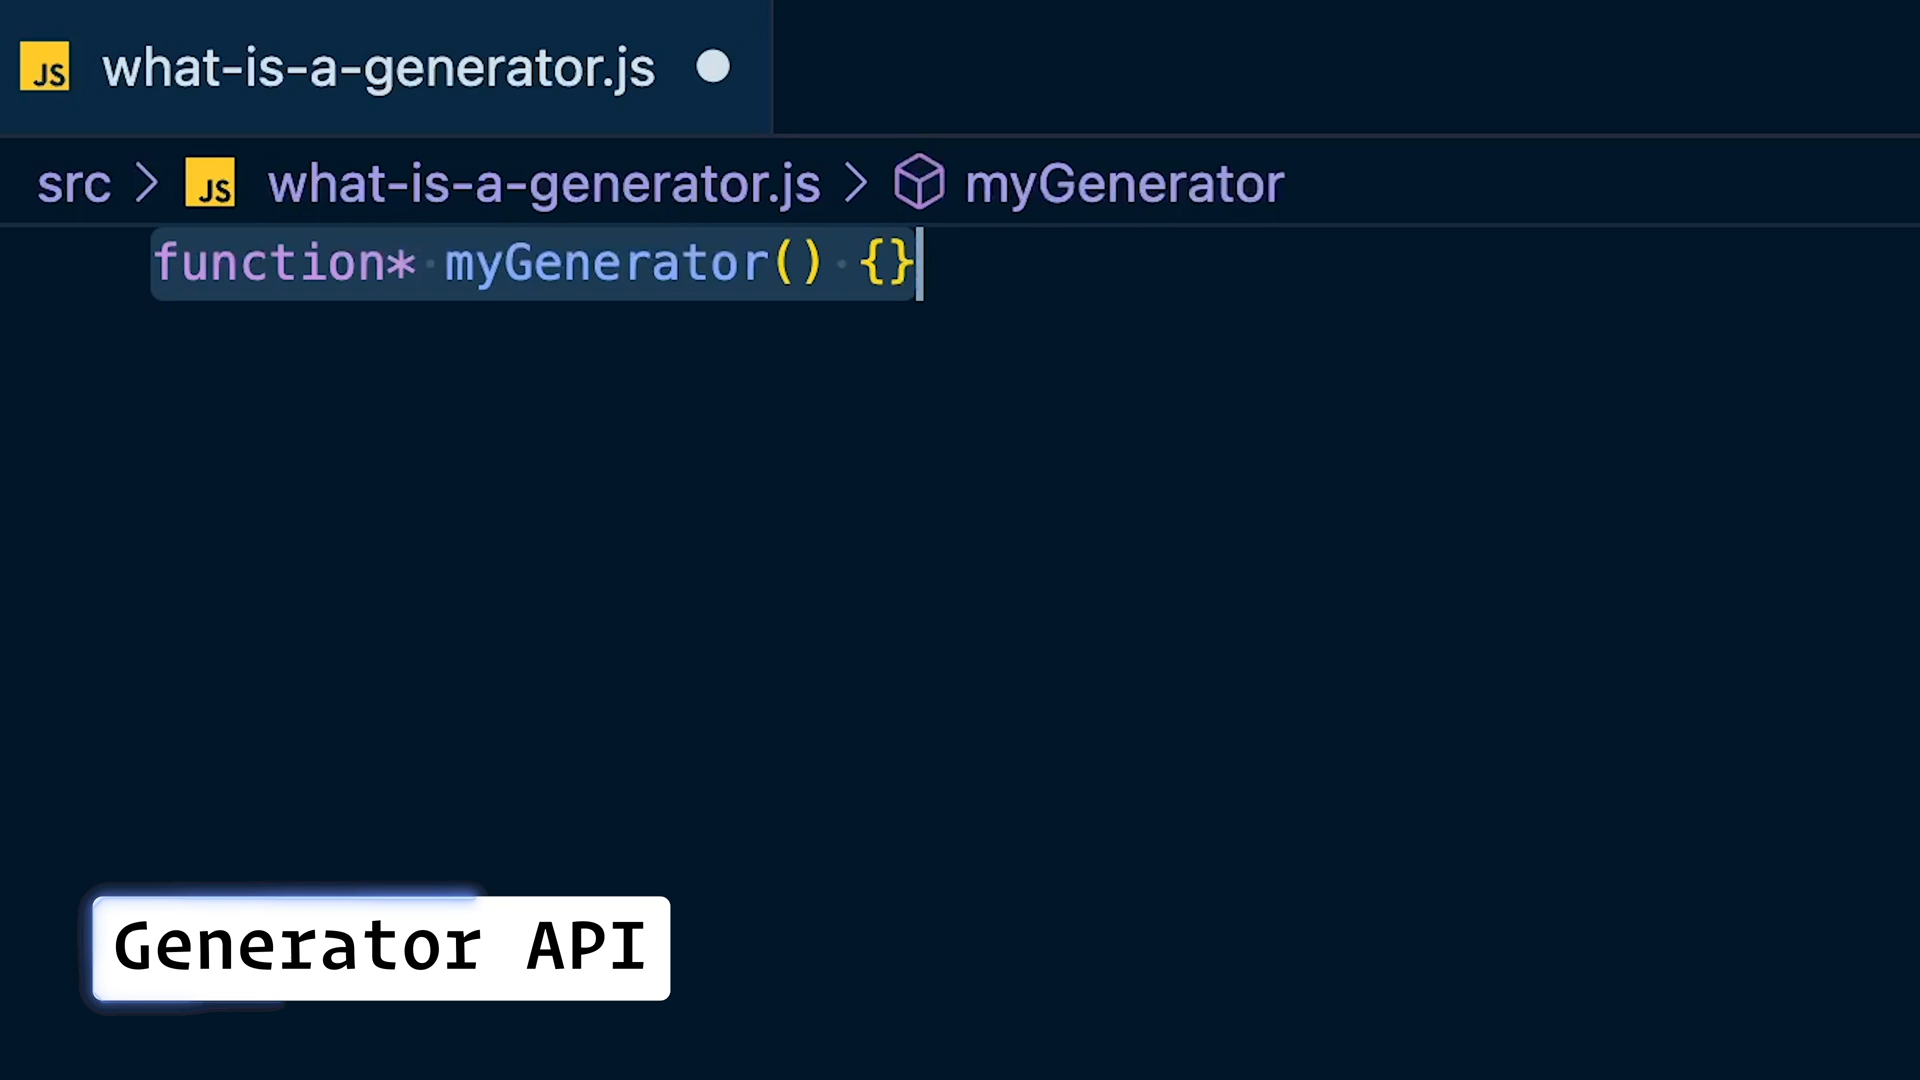 JS what-is-a-generator.js
src > JS what-is-a-generator.js > myGenerator
function* myGenerator() {}
Generator API